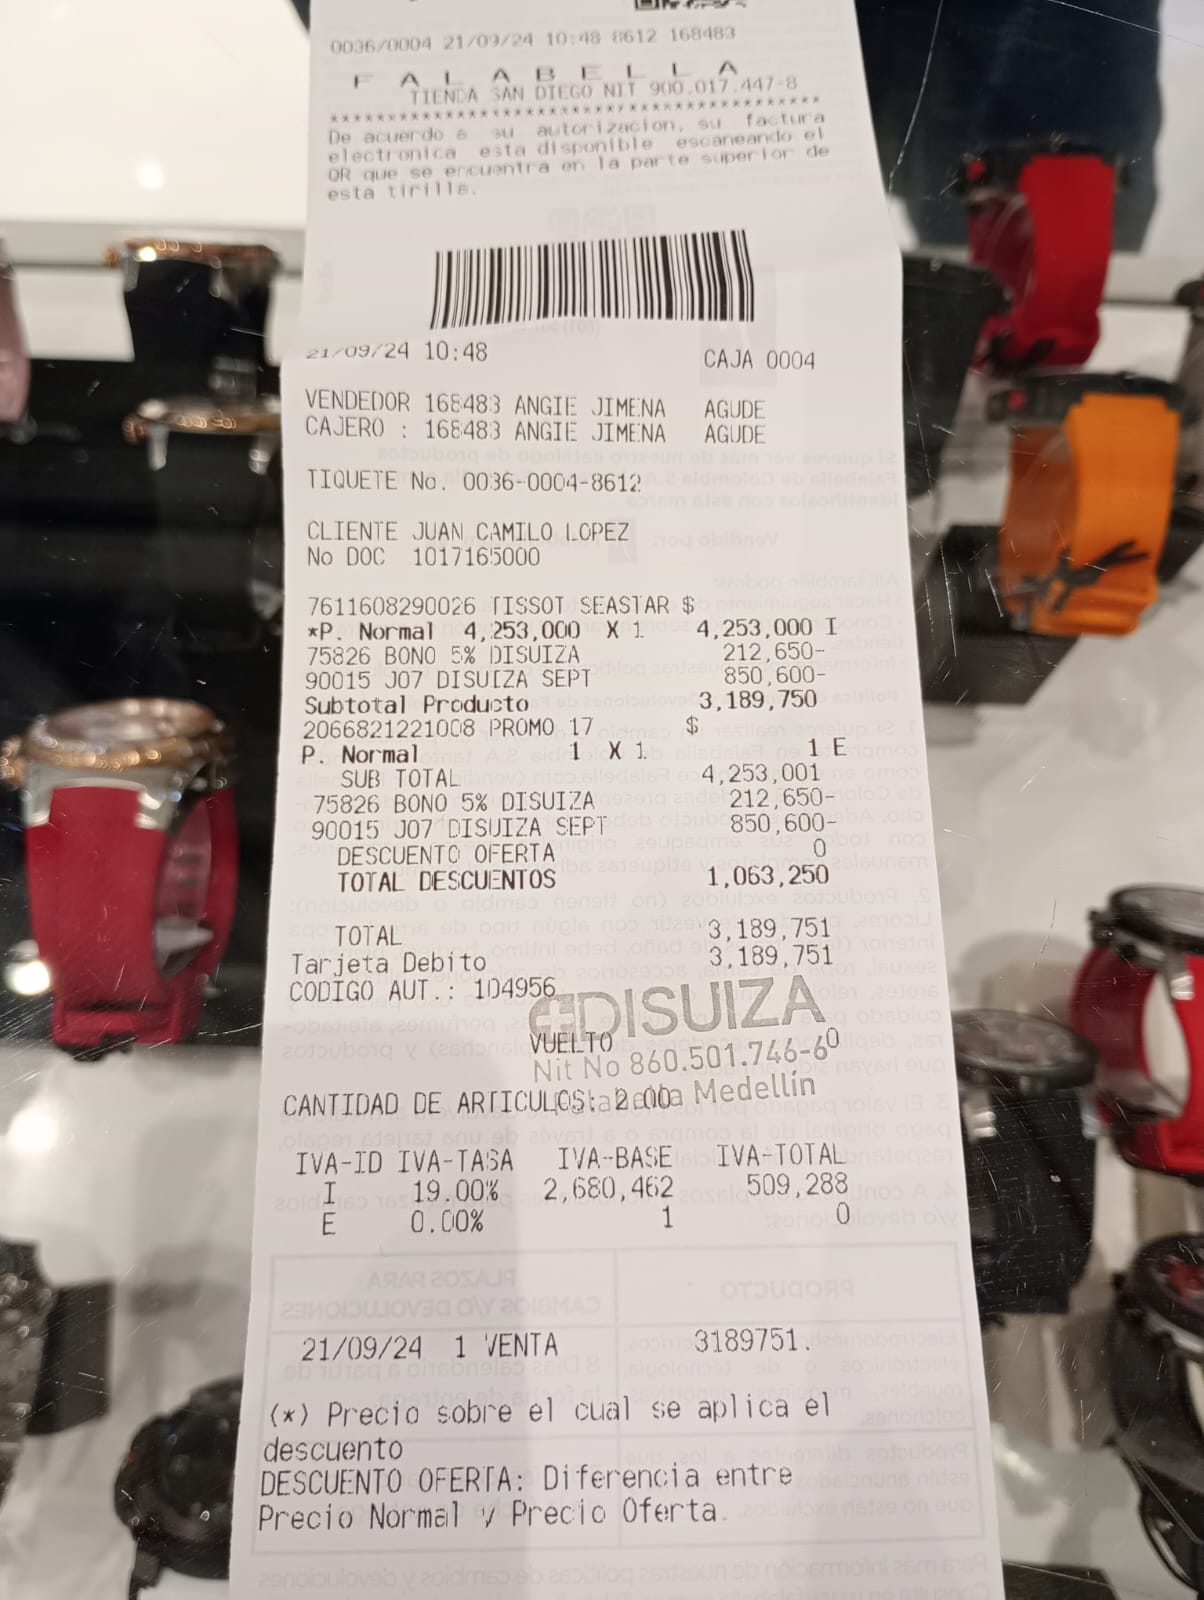 0036/0004 21/09/24 10:48 8612 168483
F A L A B E L L A
TIENDA SAN DIEGO NIT 900.017.447-8
******************************************
De acuerdo a su autorizacion, su factura
electronica esta disponible escaneando el
QR que se encuentra en la parte superior de
esta tirilla.
21/09/24 10:48 CAJA 0004
VENDEDOR 168483 ANGIE JIMENA AGUDE
CAJERO : 168483 ANGIE JIMENA AGUDE
TIQUETE No. 0036-0004-8612
CLIENTE JUAN CAMILO LOPEZ
No DOC 1017165000
7611608290026 TISSOT SEASTAR $
*P. Normal 4,253,000 X 1 4,253,000 I
75826 BONO 5% DISUIZA 212,650-
90015 J07 DISUIZA SEPT 850,600-
Subtotal Producto 3,189,750
2066821221008 PROMO 17 $
P. Normal 1 X 1 1 E
SUB TOTAL 4,253,001
75826 BONO 5% DISUIZA 212,650-
90015 J07 DISUIZA SEPT 850,600-
DESCUENTO OFERTA 0
TOTAL DESCUENTOS 1,063,250
TOTAL 3,189,751
Tarjeta Debito 3,189,751
CODIGO AUT.: 104956
DISUIZA
VUELTO 0
Nit No 860.501.746-6
CANTIDAD DE ARTICULOS: 2.00
Falabella Medellín
IVA-ID IVA-TASA IVA-BASE IVA-TOTAL
I 19.00% 2,680,462 509,288
E 0.00% 1 0
21/09/24 1 VENTA 3189751.
(*) Precio sobre el cual se aplica el
descuento
DESCUENTO OFERTA: Diferencia entre
Precio Normal y Precio Oferta.